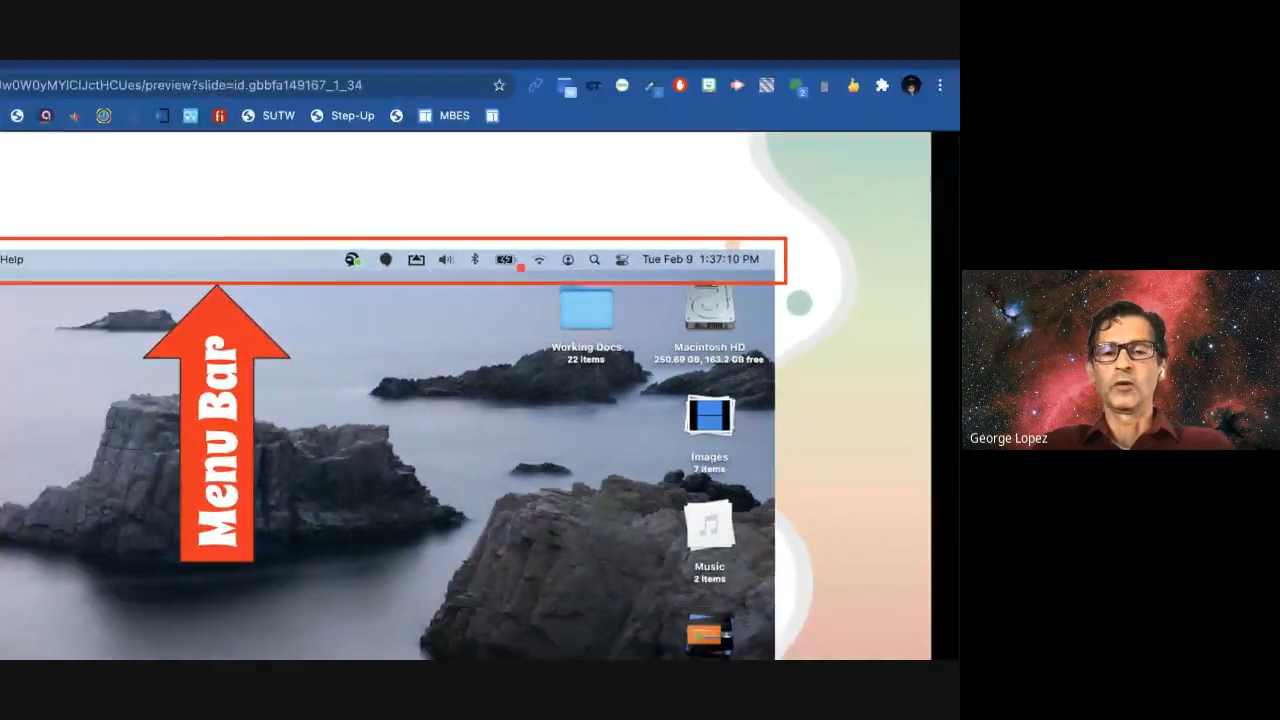 w0W0yMYlClJctHCUes/preview?slide=id.gbbfa149167_1_34
SUTW
Step-Up
MBES
Help
Tue Feb 9 1:37:10 PM
Working Docs
22 items
Macintosh HD
250.69 GB, 163.2 GB free
Menu Bar
Images
7 items
George Lopez
Music
2 items